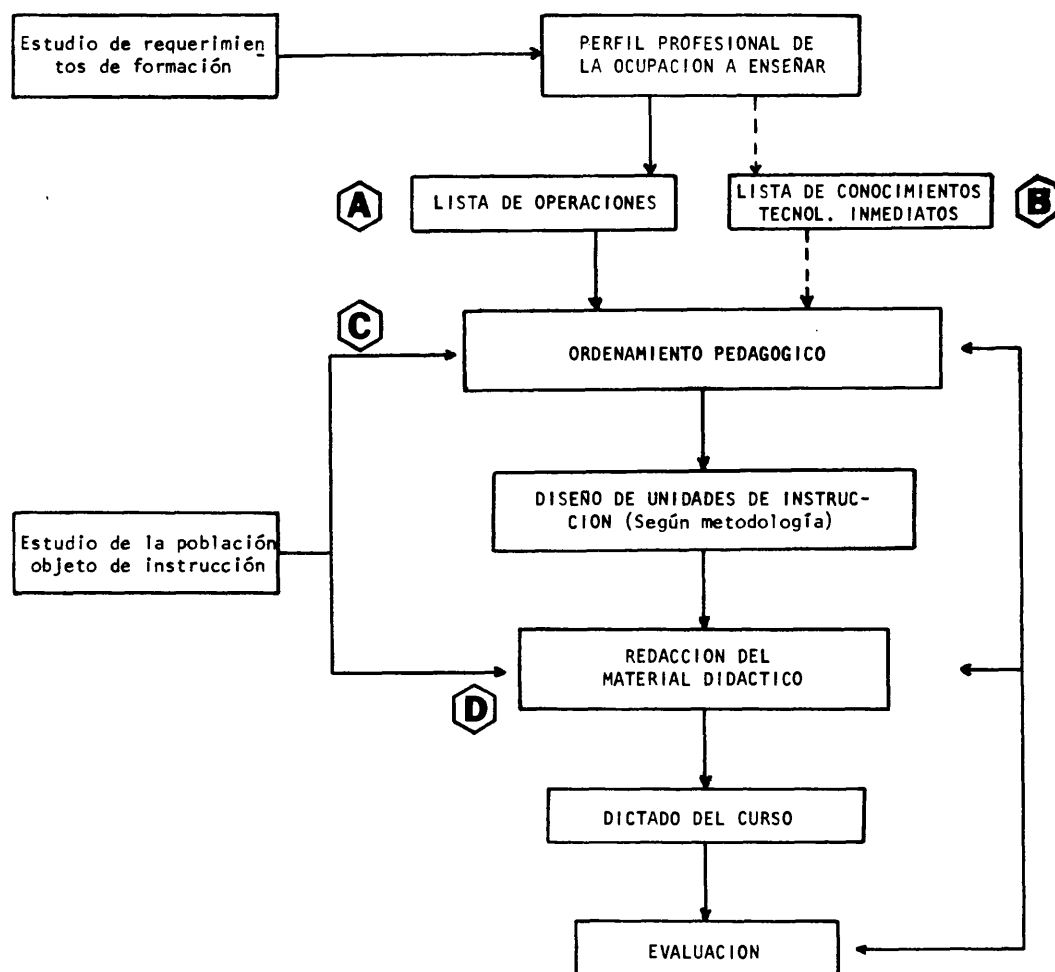 Estudio de requerimien
tos de formación
PERFIL PROFESIONAL DE
LA OCUPACION A ENSEÑAR
A
LISTA DE OPERACIONES
LISTA DE CONOCIMIENTOS
TECNOL. INMEDIATOS
B
C
ORDENAMIENTO PEDAGOGICO
DISEÑO DE UNIDADES DE INSTRUC-
CION (Según metodología)
Estudio de la población
objeto de instrucción
REDACCION DEL
MATERIAL DIDACTICO
D
DICTADO DEL CURSO
EVALUACION